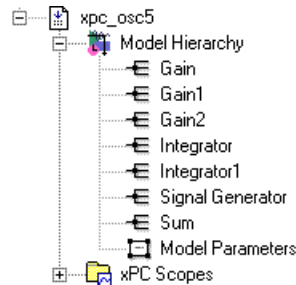 xpc_osc5
Model Hierarchy
Gain
Gain1
Gain2
Integrator
Integrator1
Signal Generator
Sum
Model Parameters
xPC Scopes